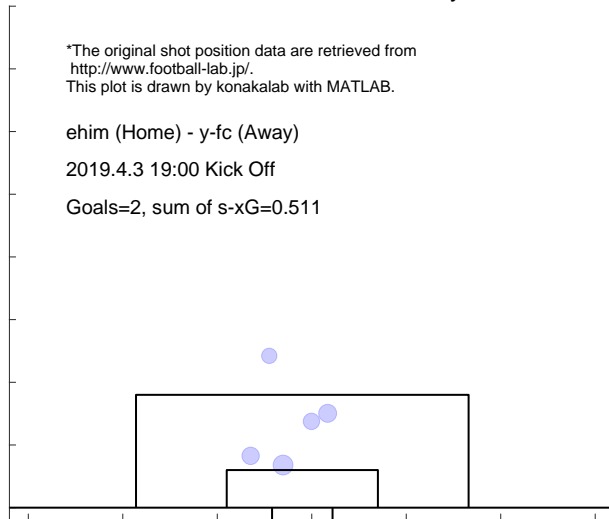 *The original shot position data are retrieved from
http://www.football-lab.jp/.
This plot is drawn by konakalab with MATLAB.
ehim (Home) - y-fc (Away)
2019.4.3 19:00 Kick Off
Goals=2, sum of s-xG=0.511